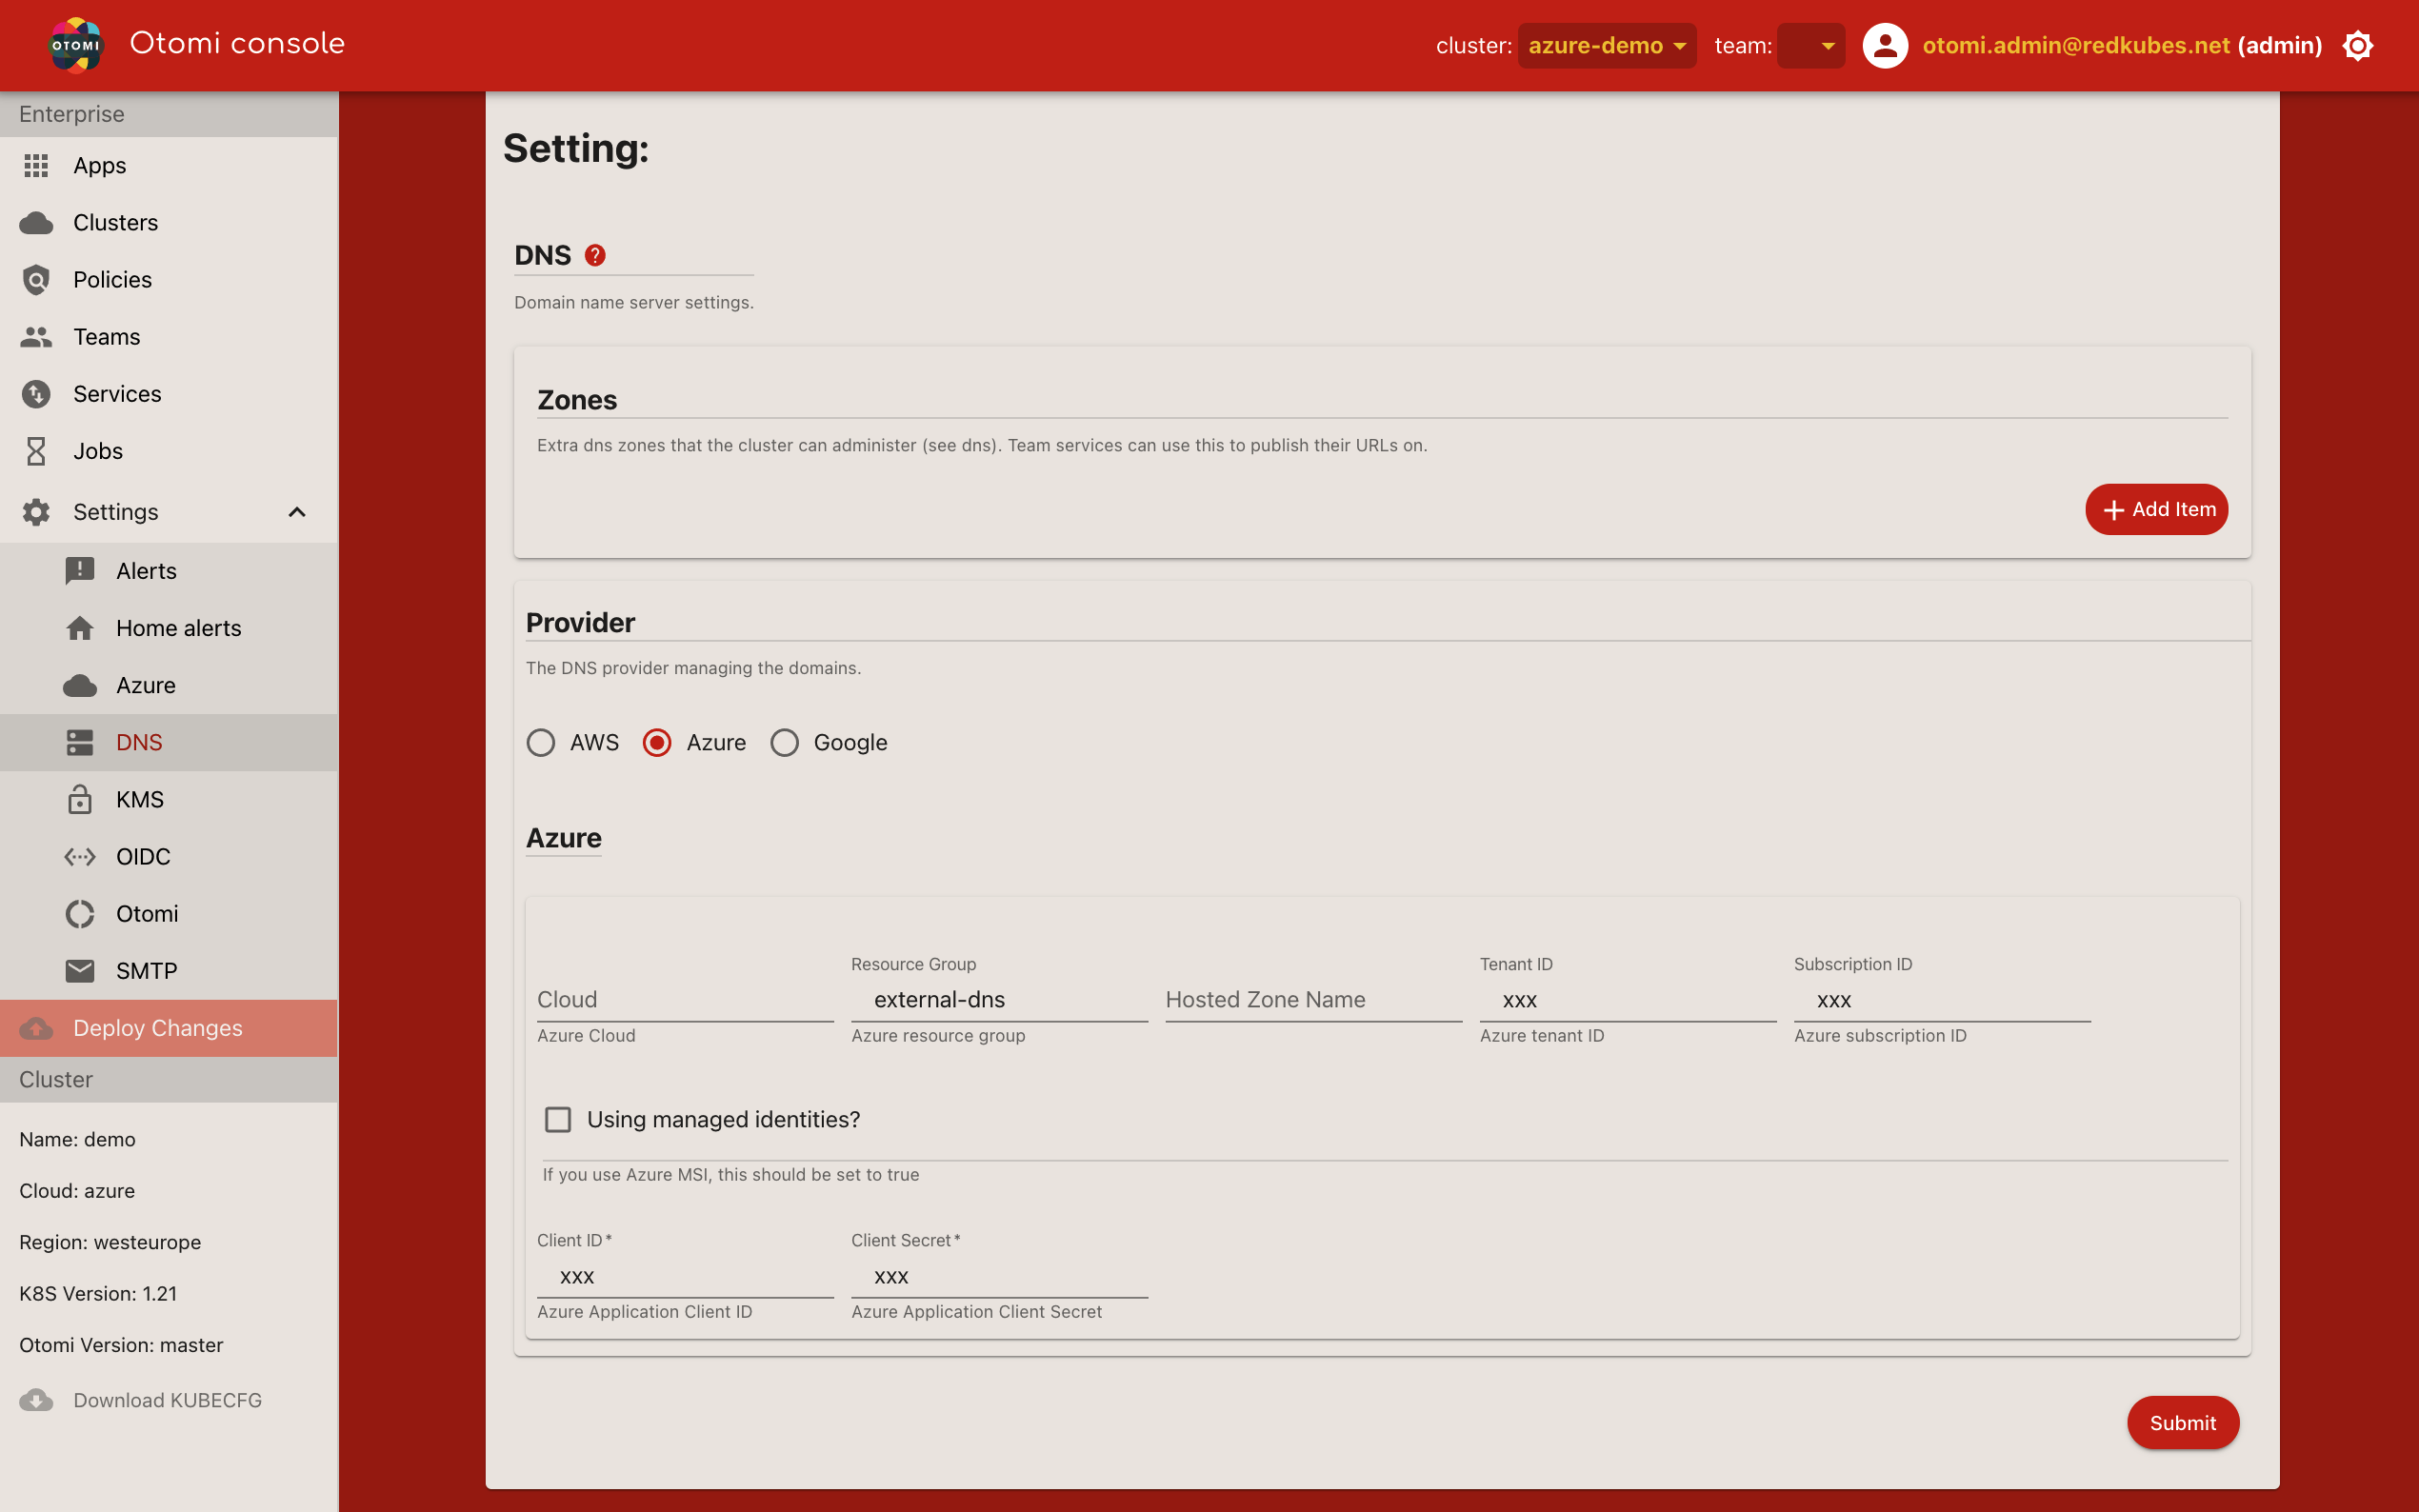 OTOMI Otomi console
cluster: azure-demo team: otomi.admin@redkubes.net (admin)
Enterprise
Apps
Clusters
Policies
Teams
Services
Jobs
Settings
Alerts
Home alerts
Azure
DNS
KMS
OIDC
Otomi
SMTP
Deploy Changes
Cluster
Name: demo
Cloud: azure
Region: westeurope
K8S Version: 1.21
Otomi Version: master
Download KUBECFG
Setting:
DNS ?
Domain name server settings.
Zones
Extra dns zones that the cluster can administer (see dns). Team services can use this to publish their URLs on.
+ Add Item
Provider
The DNS provider managing the domains.
AWS Azure Google
Azure
Resource Group Tenant ID Subscription ID
Cloud external-dns Hosted Zone Name xxx xxx
Azure Cloud Azure resource group Azure tenant ID Azure subscription ID
Using managed identities?
If you use Azure MSI, this should be set to true
Client ID* Client Secret*
xxx xxx
Azure Application Client ID Azure Application Client Secret
Submit